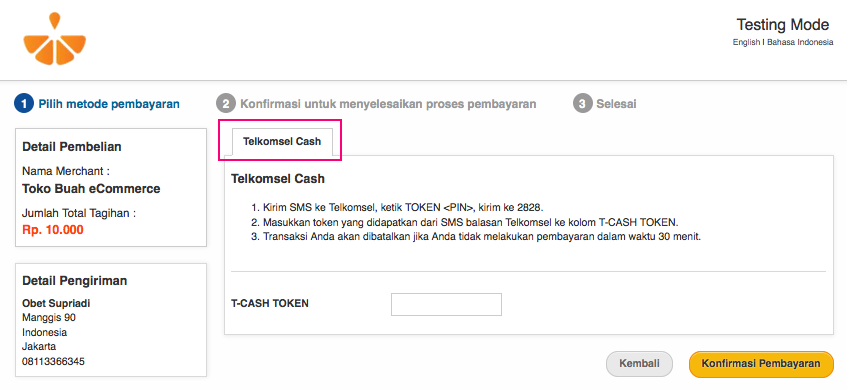 Testing Mode
English I Bahasa Indonesia
1 Pilih metode pembayaran
2 Konfirmasi untuk menyelesaikan proses pembayaran
3 Selesai
Detail Pembelian
Nama Merchant :
Toko Buah eCommerce
Jumlah Total Tagihan :
Rp. 10.000
Detail Pengiriman
Obet Supriadi
Manggis 90
Indonesia
Jakarta
08113366345
Telkomsel Cash
Telkomsel Cash
1. Kirim SMS ke Telkomsel, ketik TOKEN <PIN>, kirim ke 2828.
2. Masukkan token yang didapatkan dari SMS balasan Telkomsel ke kolom T-CASH TOKEN.
3. Transaksi Anda akan dibatalkan jika Anda tidak melakukan pembayaran dalam waktu 30 menit.
T-CASH TOKEN
Kembali
Konfirmasi Pembayaran